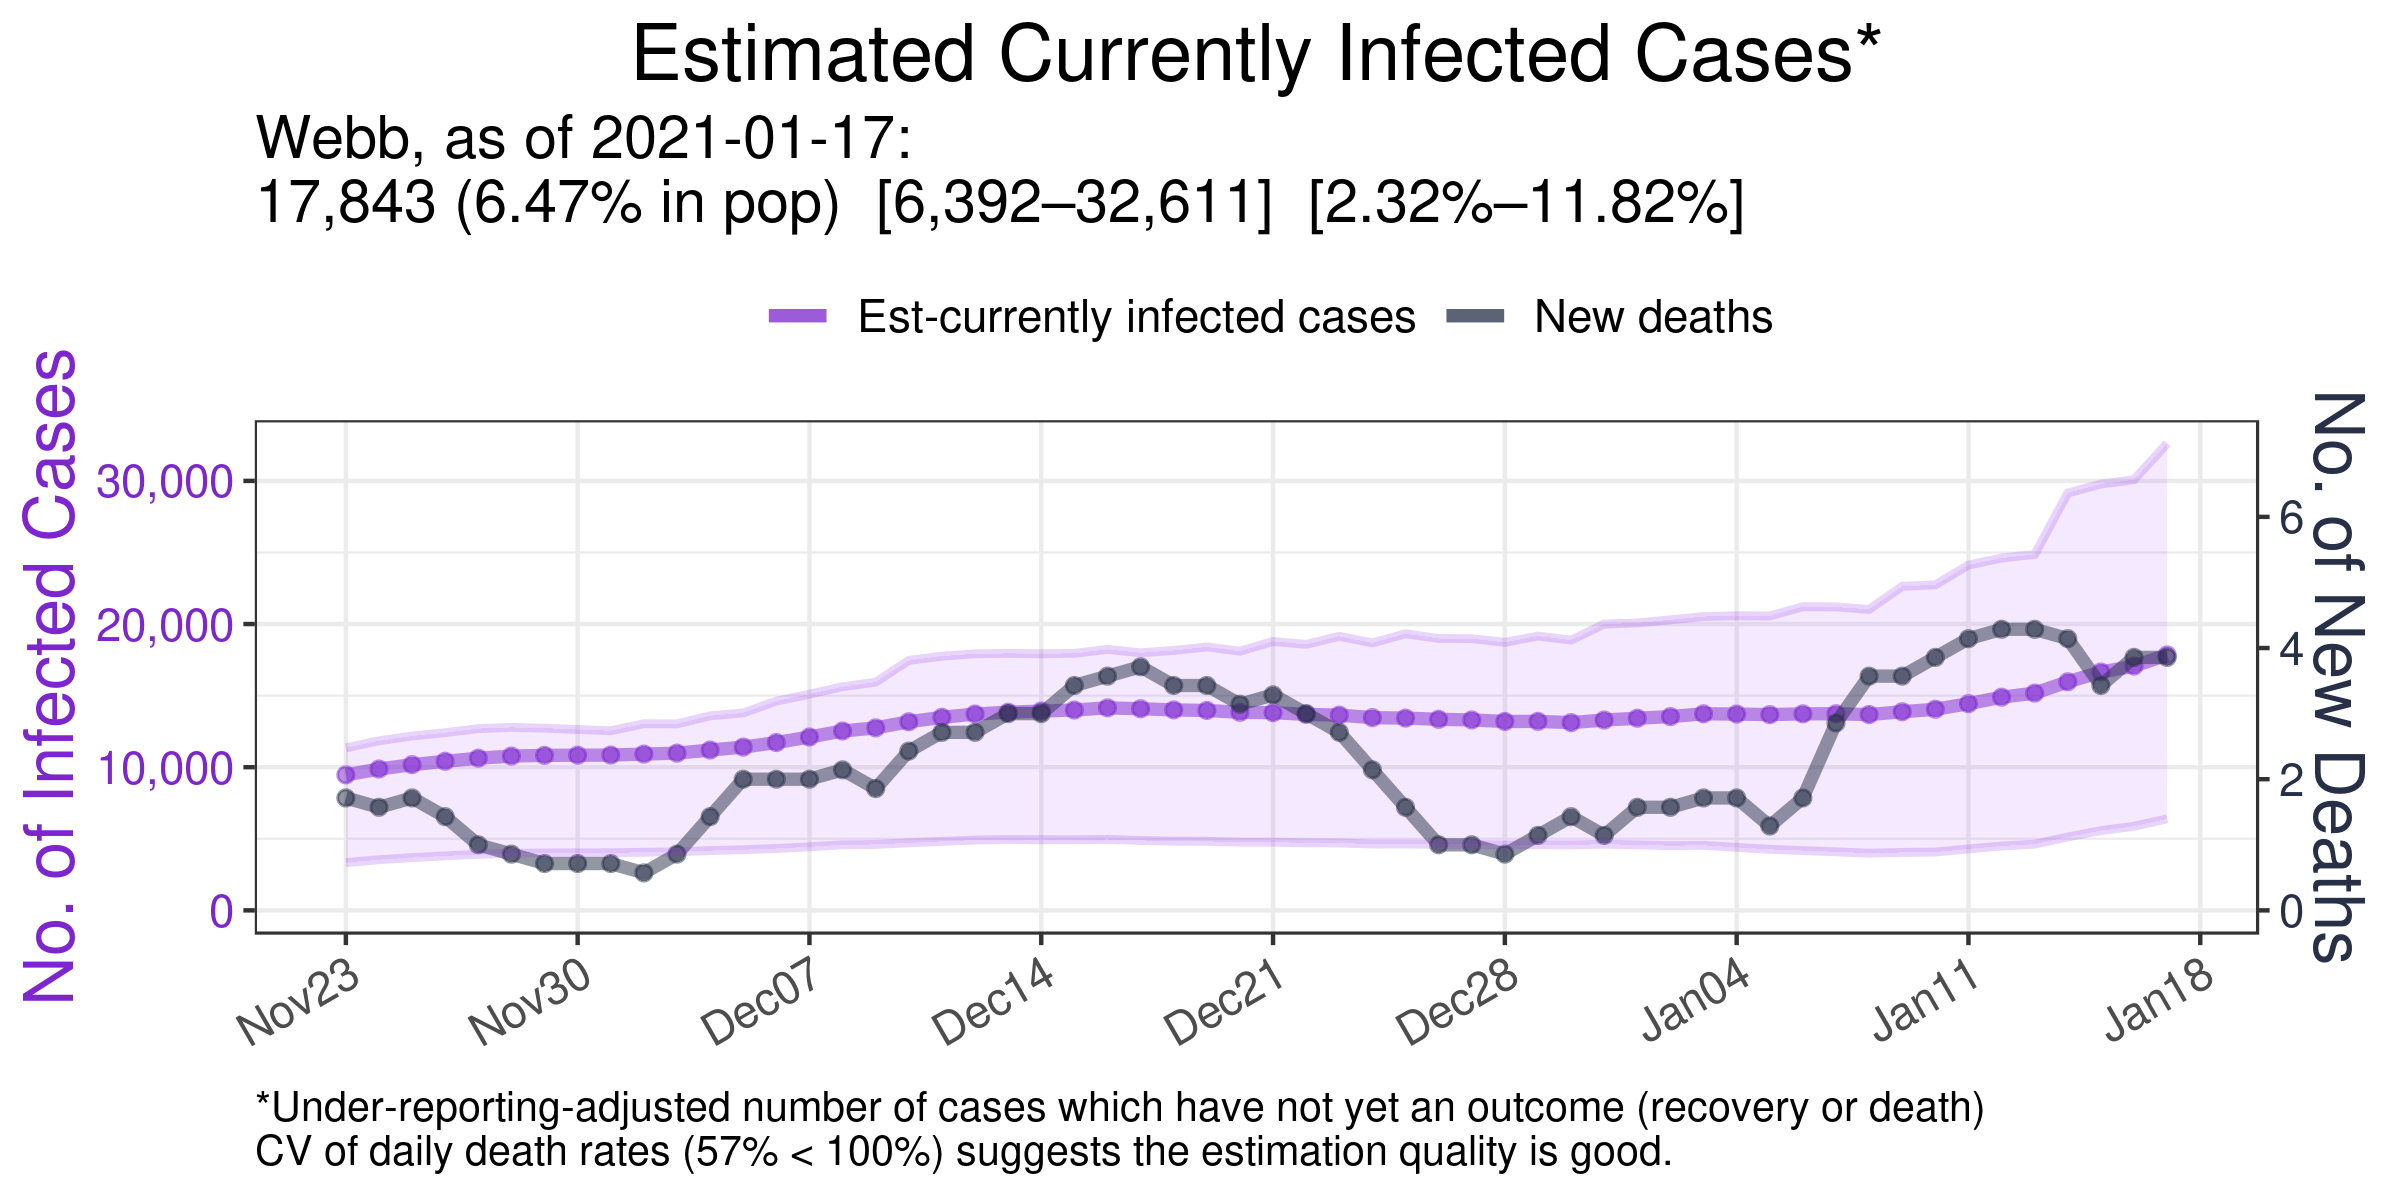 Estimated Currently Infected Cases*
Webb, as of 2021-01-17:
17,843 (6.47% in pop)  [6,392–32,611]  [2.32%–11.82%]
Est-currently infected cases
New deaths
No. of Infected Cases
30,000
20,000
10,000
0
No. of New Deaths
6
4
2
0
Nov23
Nov30
Dec07
Dec14
Dec21
Dec28
Jan04
Jan11
Jan18
*Under-reporting-adjusted number of cases which have not yet an outcome (recovery or death)
CV of daily death rates (57% < 100%) suggests the estimation quality is good.